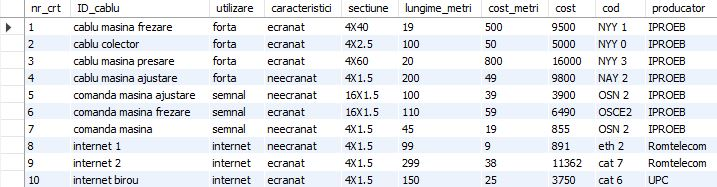 nr_crt ID_cablu utilizare caracteristici sectiune lungime_metri cost_metri cost cod producator
1 cablu masina frezare forta ecranat 4X40 19 500 9500 NYY 1 IPROEB
2 cablu colector forta ecranat 4X2.5 100 50 5000 NYY 0 IPROEB
3 cablu masina presare forta ecranat 4X60 20 800 16000 NYY 3 IPROEB
4 cablu masina ajustare forta neecranat 4X1.5 200 49 9800 NAY 2 IPROEB
5 comanda masina ajustare semnal neecranat 16X1.5 100 39 3900 OSN 2 IPROEB
6 comanda masina frezare semnal ecranat 16X1.5 110 59 6490 OSCE2 IPROEB
7 comanda masina semnal neecranat 4X1.5 45 19 855 OSN 2 IPROEB
8 internet 1 internet neecranat 4X1.5 99 9 891 eth 2 Romtelecom
9 internet 2 internet ecranat 4X1.5 299 38 11362 cat 7 Romtelecom
10 internet birou internet ecranat 4X1.5 150 25 3750 cat 6 UPC